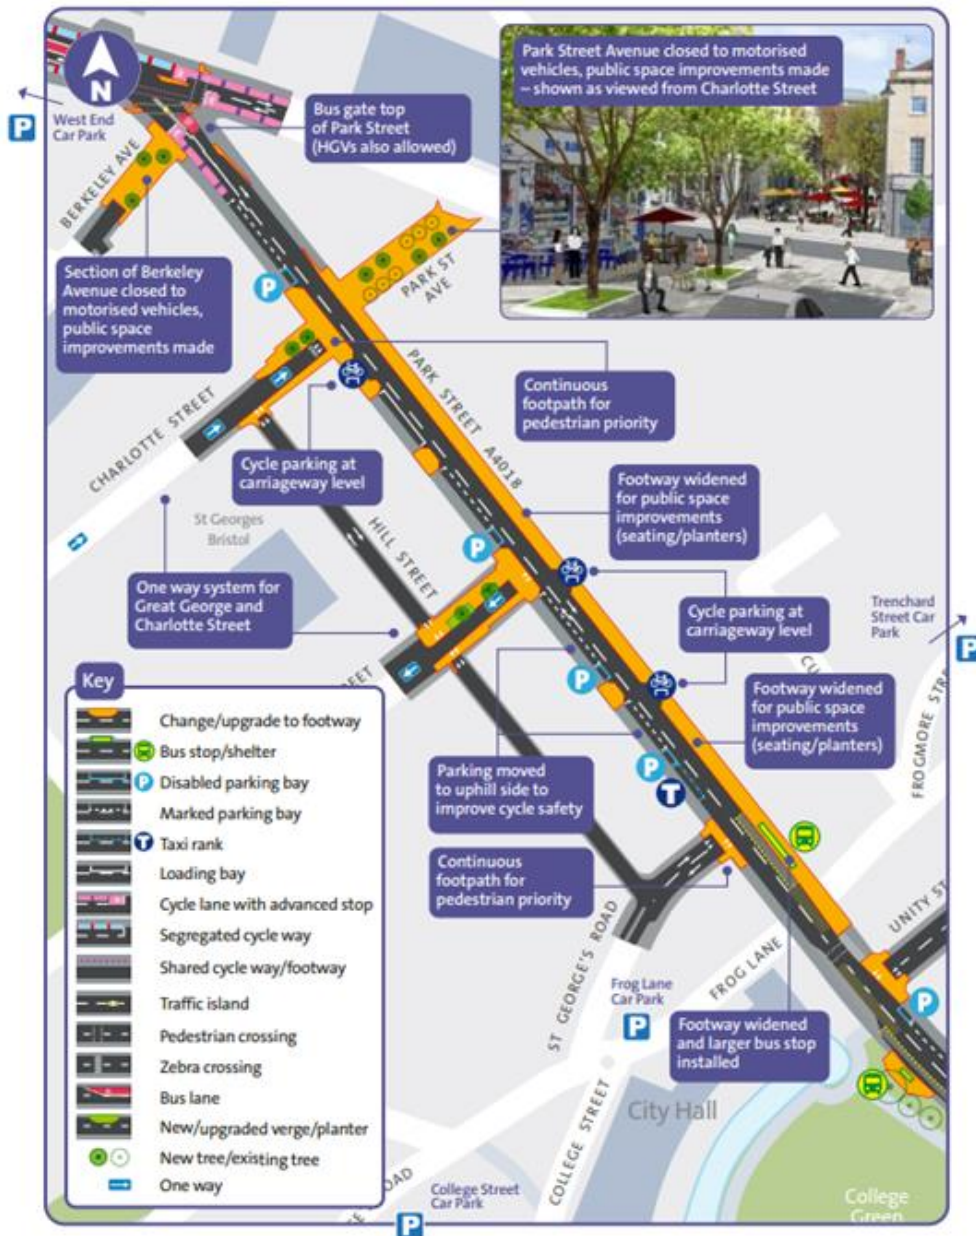 Park Street Avenue closed to motorised
vehicles, public space improvements made
– shown as viewed from Charlotte Street
N
P
West End
Car Park
Bus gate top
of Park Street
(HGVs also allowed)
BERKELEY AVE
Section of Berkeley
Avenue closed to
motorised vehicles,
public space
improvements made
P
PARK ST
AVE
CHARLOTTE STREET
PARK STREET A4018
Continuous
footpath for
pedestrian priority
Cycle parking at
carriageway level
St Georges
Bristol
HILL STREET
Footway widened
for public space
improvements
(seating/planters)
P
One way system for
Great George and
Charlotte Street
Cycle parking at
carriageway level
Trenchard
Street Car
Park
P
P
Footway widened
for public space
improvements
(seating/planters)
Parking moved
to uphill side to
improve cycle safety
P
T
Continuous
footpath for
pedestrian priority
ST GEORGE'S ROAD
FROG LANE
UNITY ST
Frog Lane
Car Park
P
P
Footway widened
and larger bus stop
installed
City Hall
COLLEGE STREET
College Street
Car Park
P
College
Green
Key
Change/upgrade to footway
Bus stop/shelter
P Disabled parking bay
Marked parking bay
T Taxi rank
Loading bay
Cycle lane with advanced stop
Segregated cycle way
Shared cycle way/footway
Traffic island
Pedestrian crossing
Zebra crossing
Bus lane
New/upgraded verge/planter
New tree/existing tree
One way